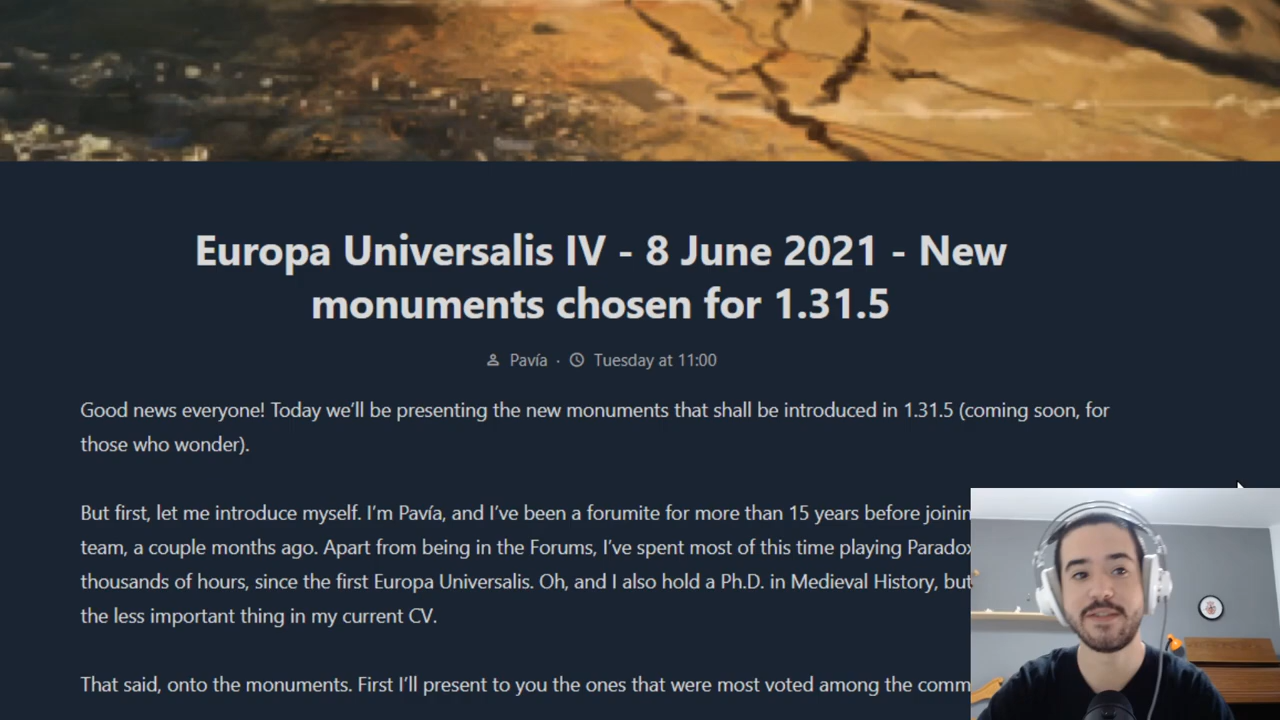 Europa Universalis IV - 8 June 2021 - New
monuments chosen for 1.31.5
Pavía · Tuesday at 11:00
Good news everyone! Today we'll be presenting the new monuments that shall be introduced in 1.31.5 (coming soon, for
those who wonder).
But first, let me introduce myself. I'm Pavía, and I've been a forumite for more than 15 years before
team, a couple months ago. Apart from being in the Forums, I've spent most of this time playing
thousands of hours, since the first Europa Universalis. Oh, and I also hold a Ph.D. in Medieval History, but
the less important thing in my current CV.
That said, onto the monuments. First I'll present to you the ones that were most voted among the